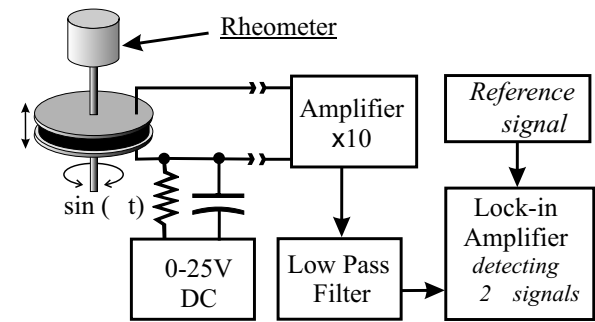 Rheometer
Amplifier
x10
Reference
signal
sin ( t)
0-25V
DC
Low Pass
Filter
Lock-in
Amplifier
detecting
2 signals